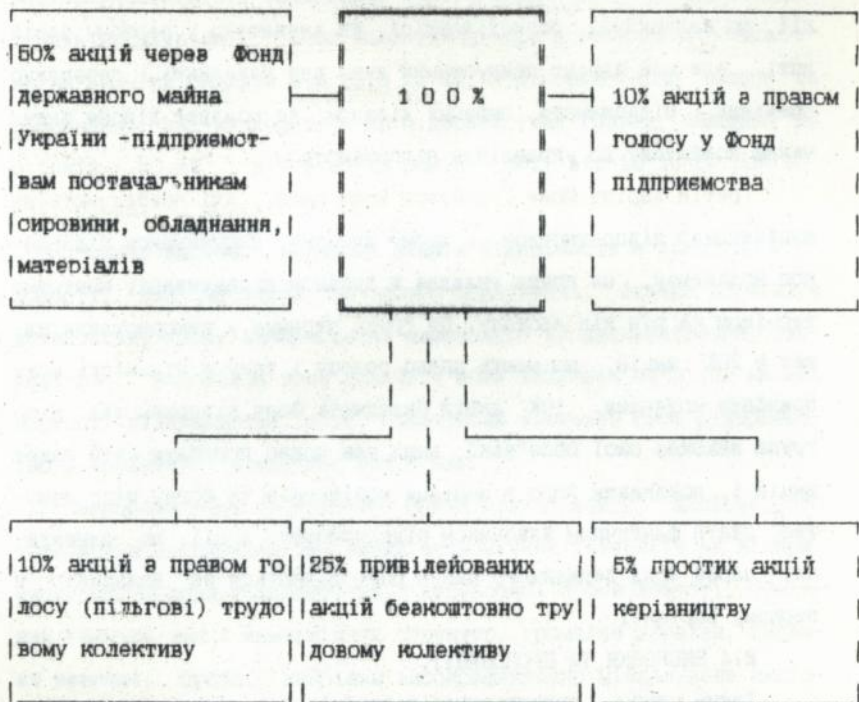 50% акцій через Фонд
державного майна
України -підприємст-
вам постачальникам
сировини, обладнання,
матеріалів
1 0 0 %
10% акцій з правом
голосу у Фонд
підприємства
10% акцій з правом го
лосу (пільгові) трудо
вому колективу
25% привілейованих
акцій безкоштовно тру
довому колективу
5% простих акцій
керівництву